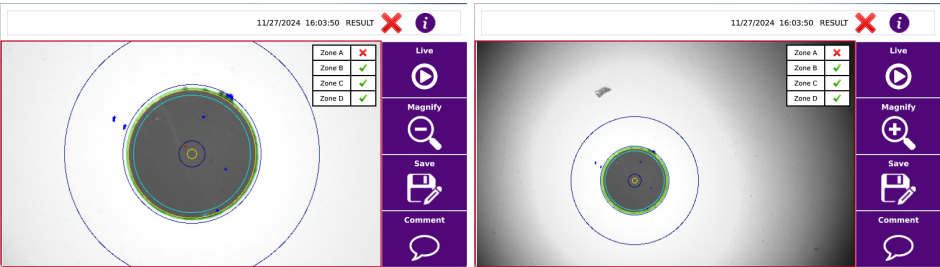 11/27/2024 16:03:50 RESULT
Zone A
Zone B
Zone C
Zone D
Live
Magnify
Save
Comment
11/27/2024 16:03:50 RESULT
Zone A
Zone B
Zone C
Zone D
Live
Magnify
Save
Comment